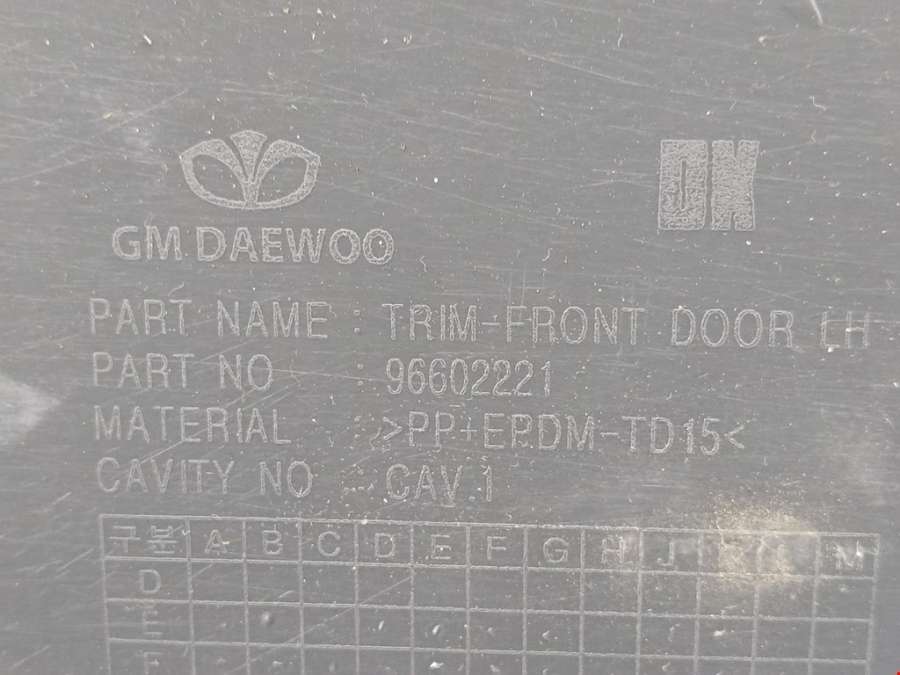 GM DAEWOO
PART NAME : TRIM-FRONT DOOR LH
PART NO : 96602221
MATERIAL : >PP+EPDM-TD15<
CAVITY NO : CAV.1
구분 A B C D E F G H J K L M
D
E
F